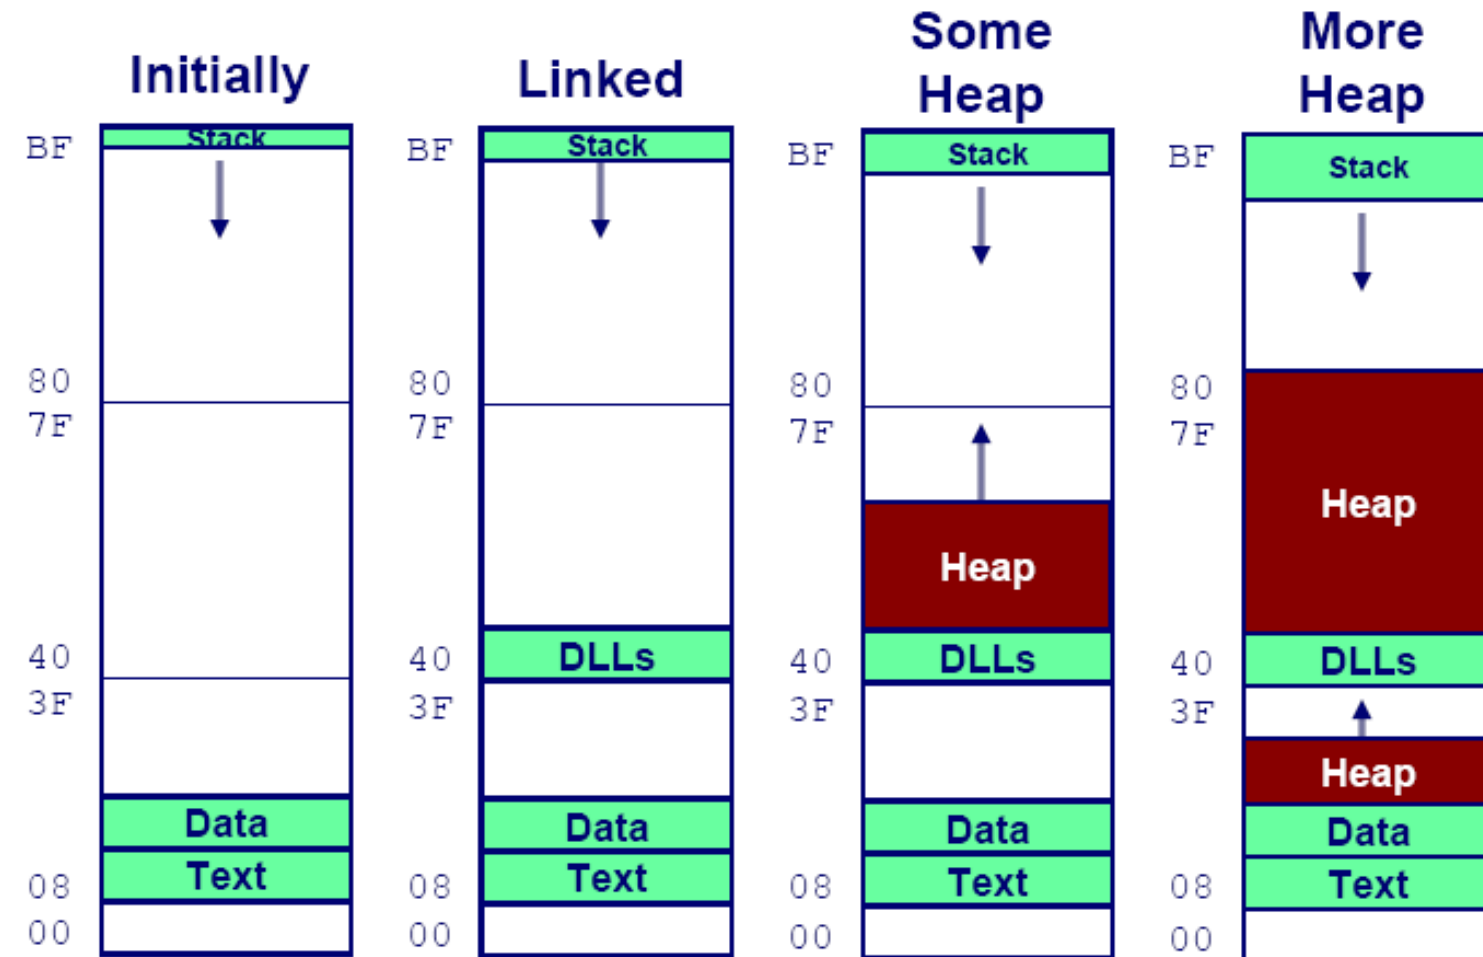 Initially
BF
Stack
80
7F
40
3F
Data
Text
08
00
Linked
BF
Stack
80
7F
DLLs
40
3F
Data
Text
08
00
Some
Heap
BF
Stack
80
7F
Heap
DLLs
40
3F
Data
Text
08
00
More
Heap
BF
Stack
80
7F
Heap
DLLs
40
3F
Heap
Data
Text
08
00